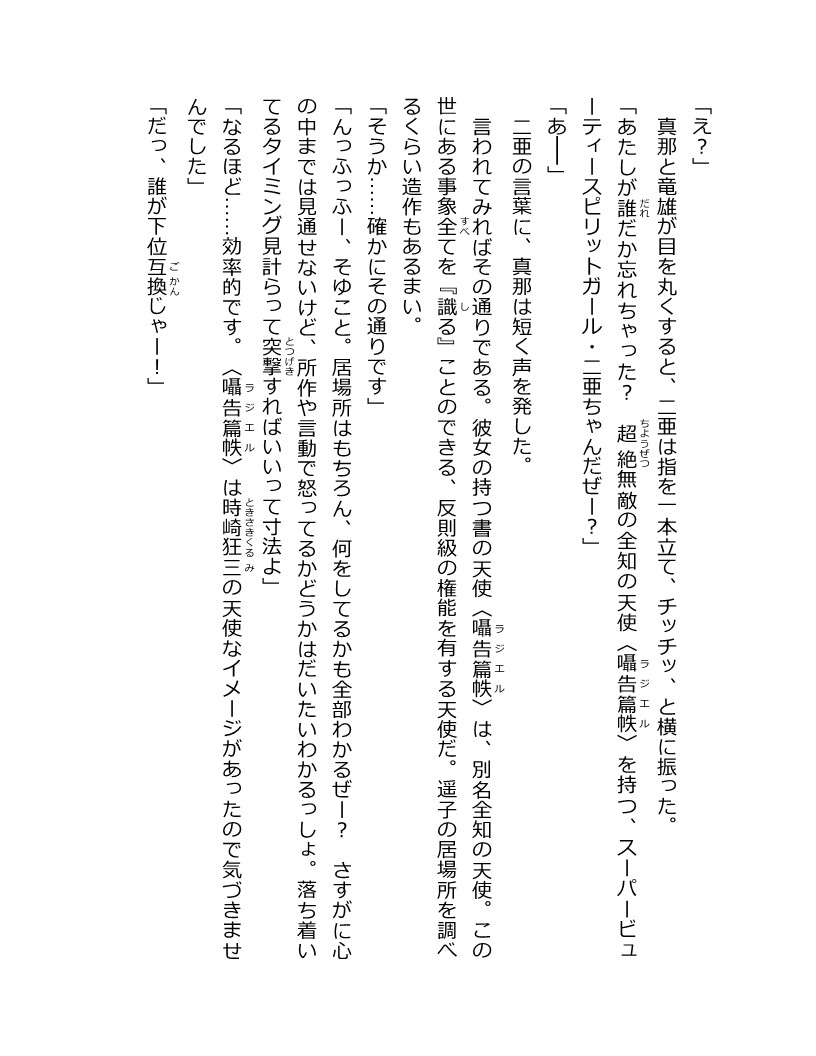 「え？」
真那と竜雄が目を丸くすると、二亜は指を一本立て、チッチッ、と横に振った。
「あたしが誰だか忘れちゃった？　超絶無敵の全知の天使〈囁告篇帙〉を持つ、スーパービュ
ーティースピリットガール・二亜ちゃんだぜー？」
「あ──」
二亜の言葉に、真那は短く声を発した。
言われてみればその通りである。彼女の持つ書の天使〈囁告篇帙〉は、別名全知の天使。この
世にある事象全てを『識る』ことのできる、反則級の権能を有する天使だ。遥子の居場所を調べ
るくらい造作もあるまい。
「そうか……確かにその通りです」
「んっふっふー、そゆこと。居場所はもちろん、何をしてるかも全部わかるぜー？　さすがに心
の中までは見通せないけど、所作や言動で怒ってるかどうかはだいたいわかるっしょ。落ち着い
てるタイミング見計らって突撃すればいいって寸法よ」
「なるほど……効率的です。〈囁告篇帙〉は時崎狂三の天使なイメージがあったので気づきませ
んでした」
「だっ、誰が下位互換じゃー！」